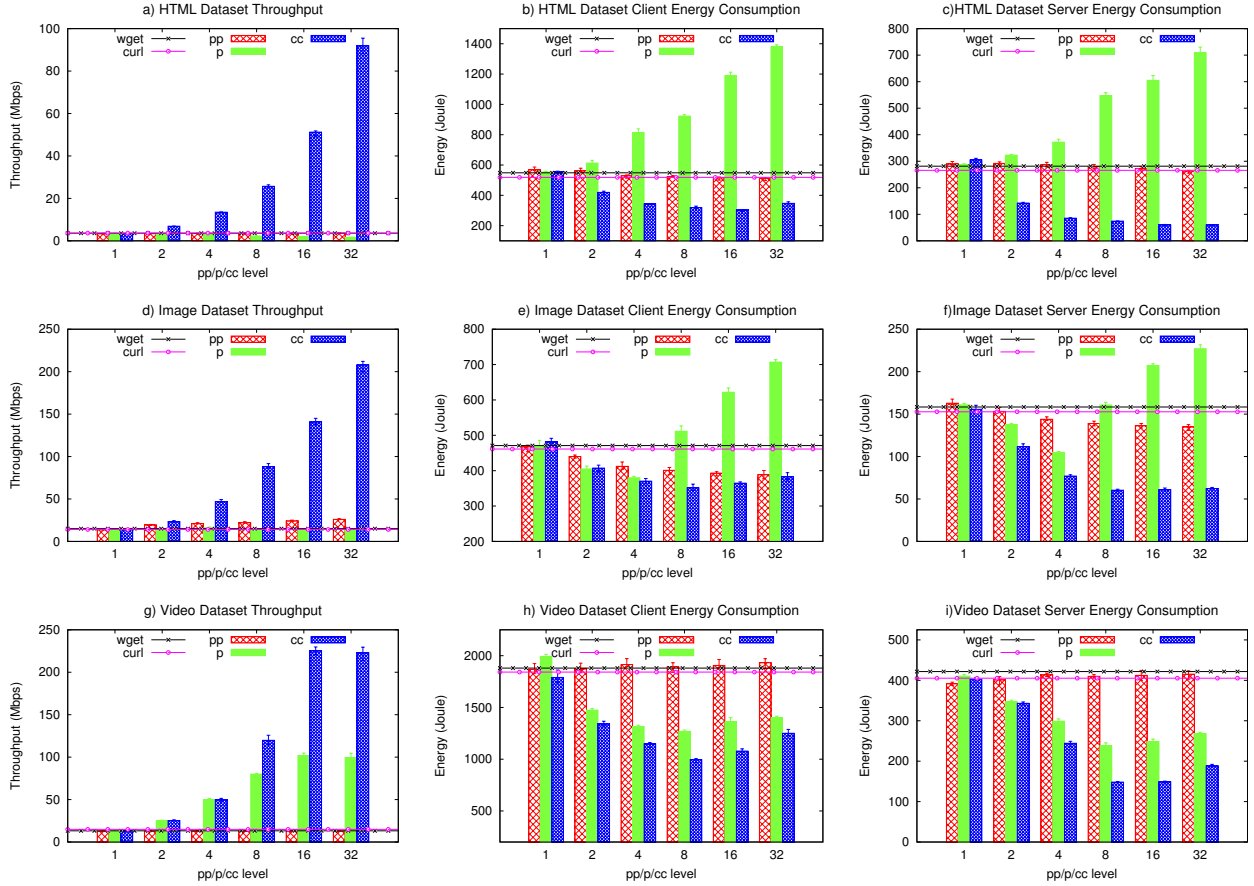 a) HTML Dataset Throughput
wget pp cc
curl p
Throughput (Mbps)
100
80
60
40
20
0
1 2 4 8 16 32
pp/p/cc level
b) HTML Dataset Client Energy Consumption
wget pp cc
curl p
Energy (Joule)
1400
1200
1000
800
600
400
200
1 2 4 8 16 32
pp/p/cc level
c)HTML Dataset Server Energy Consumption
wget pp cc
curl p
Energy (Joule)
800
700
600
500
400
300
200
100
0
1 2 4 8 16 32
pp/p/cc level
d) Image Dataset Throughput
wget pp cc
curl p
Throughput (Mbps)
250
200
150
100
50
0
1 2 4 8 16 32
pp/p/cc level
e) Image Dataset Client Energy Consumption
wget pp cc
curl p
Energy (Joule)
800
700
600
500
400
300
200
1 2 4 8 16 32
pp/p/cc level
f)Image Dataset Server Energy Consumption
wget pp cc
curl p
Energy (Joule)
250
200
150
100
50
0
1 2 4 8 16 32
pp/p/cc level
g) Video Dataset Throughput
wget pp cc
curl p
Throughput (Mbps)
250
200
150
100
50
0
1 2 4 8 16 32
pp/p/cc level
h) Video Dataset Client Energy Consumption
wget pp cc
curl p
Energy (Joule)
2000
1500
1000
500
1 2 4 8 16 32
pp/p/cc level
i)Video Dataset Server Energy Consumption
wget pp cc
curl p
Energy (Joule)
500
400
300
200
100
0
1 2 4 8 16 32
pp/p/cc level